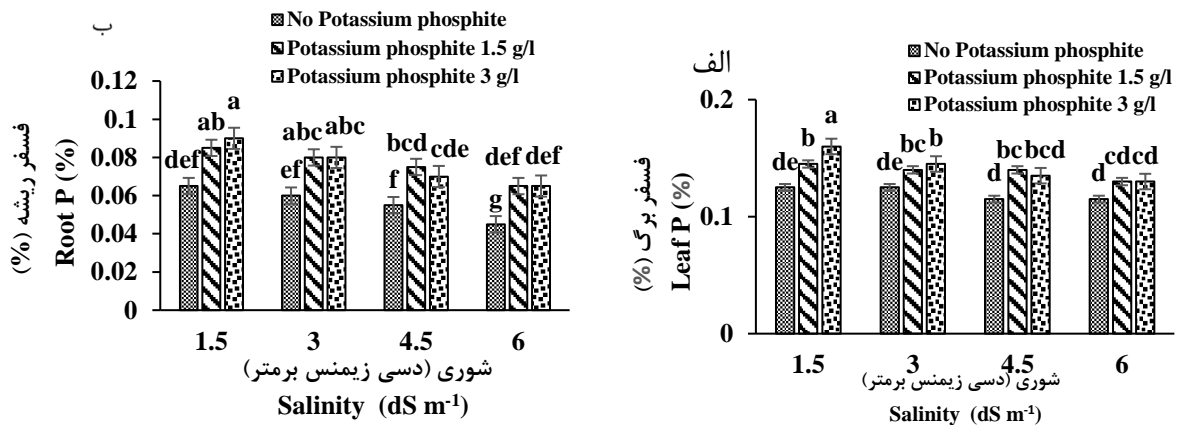 ب
No Potassium phosphite
Potassium phosphite 1.5 g/l
Potassium phosphite 3 g/l
فسفر ریشه (%)
Root P (%)
0.12
0.1
0.08
0.06
0.04
0.02
0
def ab a
ef abc abc
f bcd cde
g def def
1.5 3 4.5 6
شوری (دسی زیمنس برمتر)
Salinity (dS m⁻¹)
الف
No Potassium phosphite
Potassium phosphite 1.5 g/l
Potassium phosphite 3 g/l
فسفر برگ (%)
Leaf P (%)
0.2
0.1
0
de b a
de bc b
d bc bcd
d cd cd
1.5 3 4.5 6
شوری (دسی زیمنس برمتر)
Salinity (dS m⁻¹)